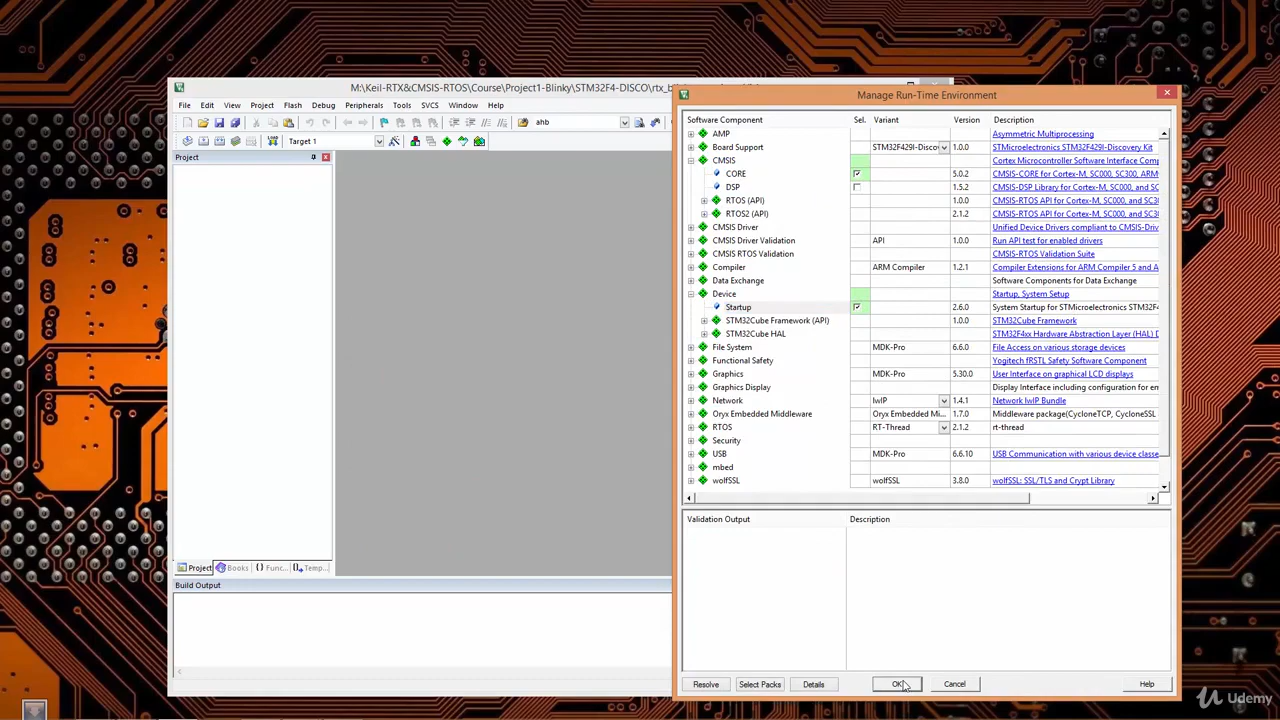 M:\Keil-RTX&CMSIS-RTOS\Course\Project1-Blinky\STM32F4-DISCO\rtx_b
File Edit View Project Flash Debug Peripherals Tools SVCS Window Help
ahb
LOAD Target 1
Project
Project Books {} Func... Temp...
Build Output
Manage Run-Time Environment
Software Component Sel. Variant Version Description
AMP Asymmetric Multiprocessing
Board Support STM32F429I-Discov 1.0.0 STMicroelectronics STM32F429I-Discovery Kit
CMSIS Cortex Microcontroller Software Interface Comp
CORE 5.0.2 CMSIS-CORE for Cortex-M, SC000, SC300, ARM
DSP 1.5.2 CMSIS-DSP Library for Cortex-M, SC000, and SC
RTOS (API) 1.0.0 CMSIS-RTOS API for Cortex-M, SC000, and SC3
RTOS2 (API) 2.1.2 CMSIS-RTOS API for Cortex-M, SC000, and SC3
CMSIS Driver Unified Device Drivers compliant to CMSIS-Driv
CMSIS Driver Validation API 1.0.0 Run API test for enabled drivers
CMSIS RTOS Validation CMSIS-RTOS Validation Suite
Compiler ARM Compiler 1.2.1 Compiler Extensions for ARM Compiler 5 and A
Data Exchange Software Components for Data Exchange
Device Startup, System Setup
Startup 2.6.0 System Startup for STMicroelectronics STM32F4
STM32Cube Framework (API) 1.0.0 STM32Cube Framework
STM32Cube HAL STM32F4xx Hardware Abstraction Layer (HAL) D
File System MDK-Pro 6.6.0 File Access on various storage devices
Functional Safety Yogitech fRSTL Safety Software Component
Graphics MDK-Pro 5.30.0 User Interface on graphical LCD displays
Graphics Display Display Interface including configuration for em
Network lwIP 1.4.1 Network lwIP Bundle
Oryx Embedded Middleware Oryx Embedded Mi... 1.7.0 Middleware package(CycloneTCP, CycloneSSL
RTOS RT-Thread 2.1.2 rt-thread
Security
USB MDK-Pro 6.6.10 USB Communication with various device classe
mbed
wolfSSL wolfSSL 3.8.0 wolfSSL: SSL/TLS and Crypt Library
Validation Output Description
Resolve Select Packs Details OK Cancel Help
Udemy